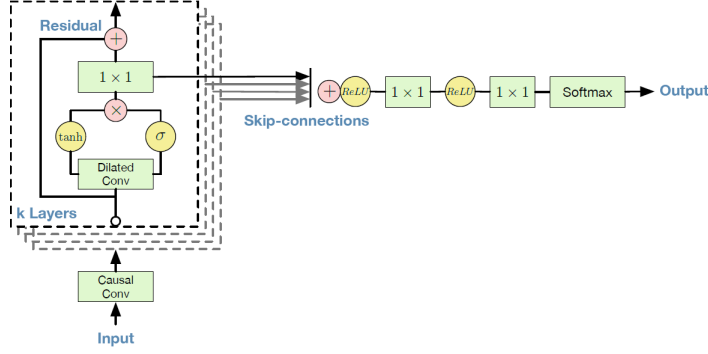 Residual
+
1 × 1
×
tanh
σ
Dilated
Conv
k Layers
Causal
Conv
Input
+
ReLU
1 × 1
ReLU
1 × 1
Softmax
Output
Skip-connections